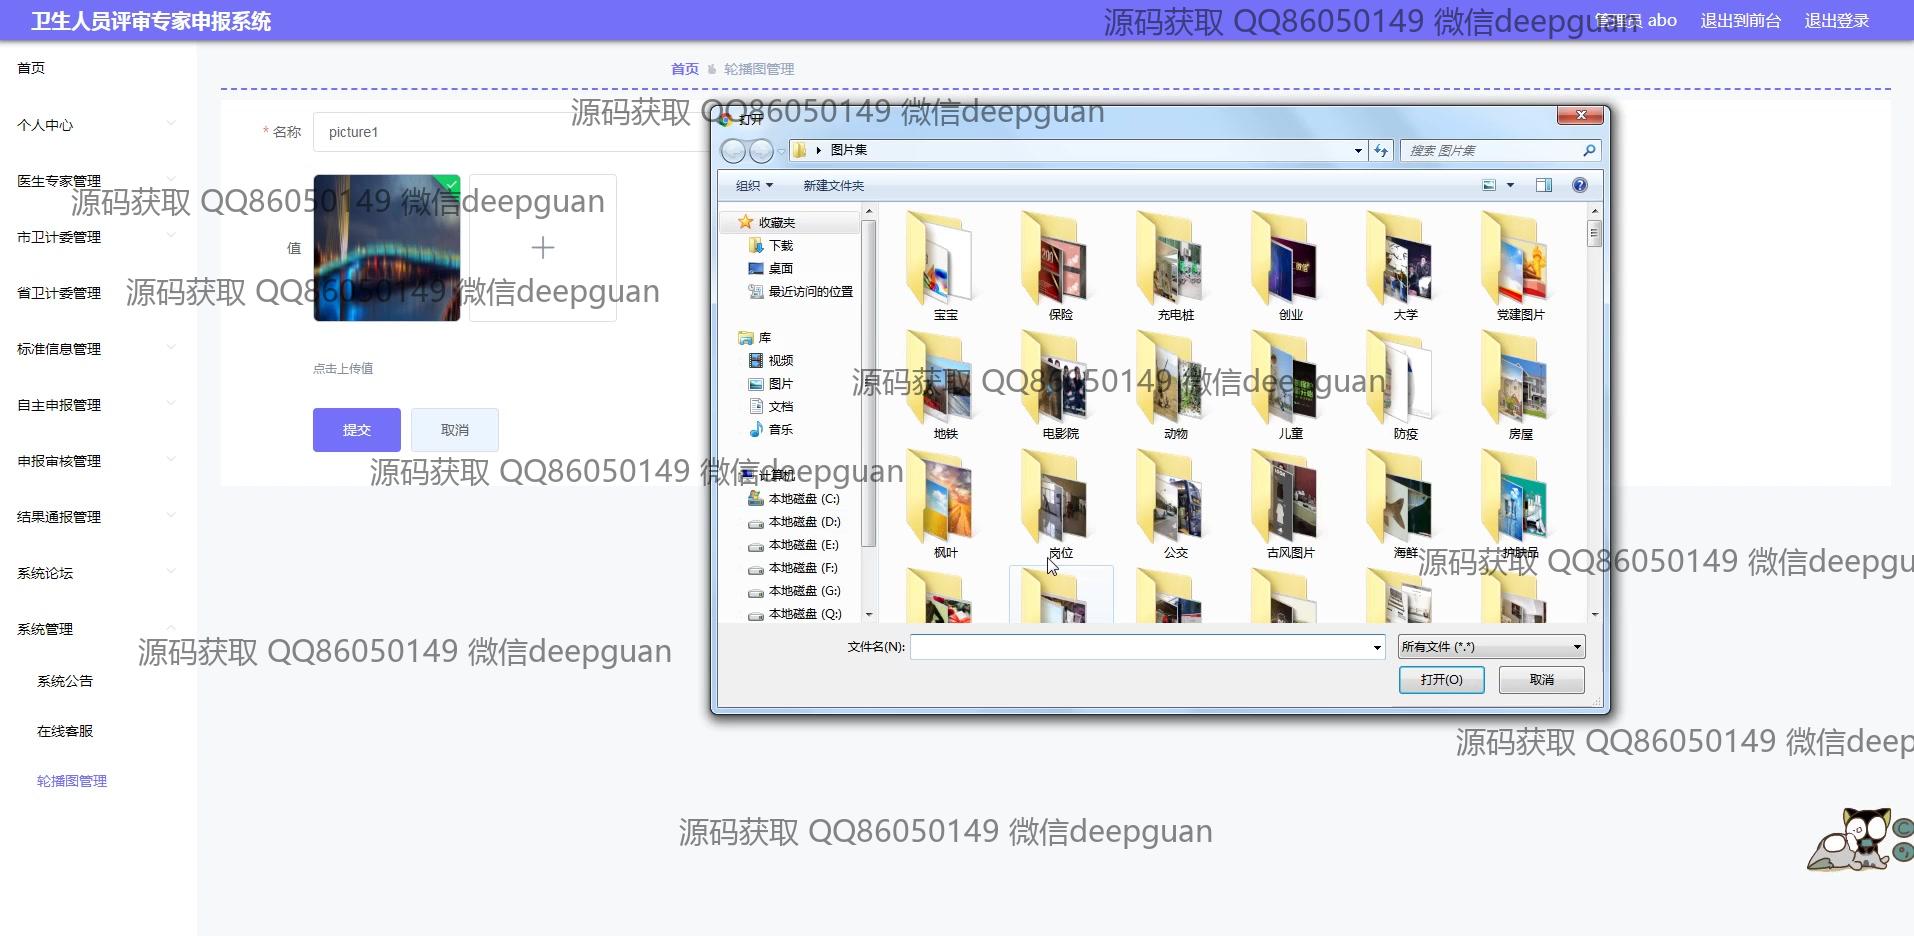 卫生人员评审专家申报系统
管理员 abo
退出到前台
退出登录
源码获取 QQ86050149 微信deepguan
首页
个人中心
医生专家管理
市卫计委管理
省卫计委管理
标准信息管理
自主申报管理
申报审核管理
结果通报管理
系统论坛
系统管理
系统公告
在线客服
轮播图管理
首页 轮播图管理
* 名称 picture1
值
点击上传值
提交 取消
源码获取 QQ86050149 微信deepguan
源码获取 QQ86050149 微信deepguan
源码获取 QQ86050149 微信deepguan
源码获取 QQ86050149 微信deepguan
源码获取 QQ86050149 微信deepguan
打开
图片集
搜索 图片集
组织 新建文件夹
收藏夹
下载
桌面
最近访问的位置
库
视频
图片
文档
音乐
计算机
本地磁盘 (C:)
本地磁盘 (D:)
本地磁盘 (E:)
本地磁盘 (F:)
本地磁盘 (G:)
本地磁盘 (Q:)
宝宝 保险 充电桩 创业 大学 党建图片
地铁 电影院 动物 儿童 防疫 房屋
枫叶 岗位 公交 古风图片 海鲜 护肤品
文件名(N): 所有文件 (*.*)
打开(O) 取消
源码获取 QQ86050149 微信deepgu
源码获取 QQ86050149 微信deepguan
源码获取 QQ86050149 微信deep
源码获取 QQ86050149 微信deepguan